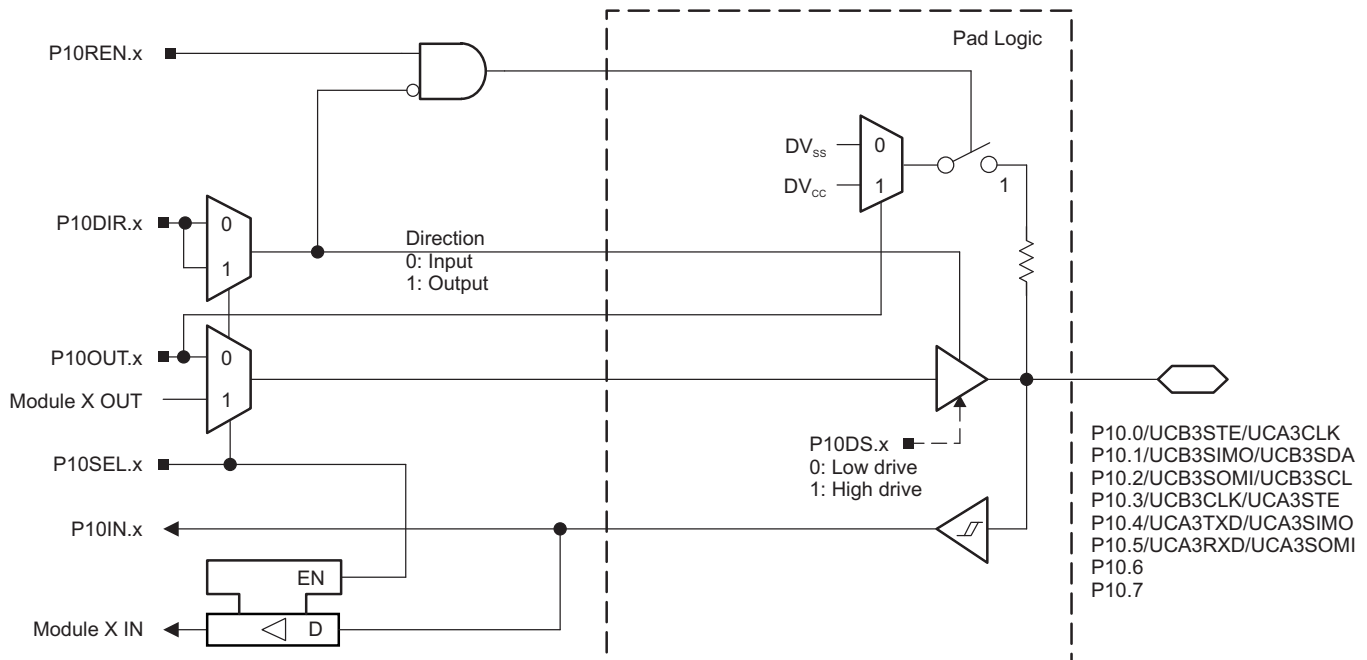 Pad Logic
P10REN.x
DVSS
0
DVCC
1
1
P10DIR.x
0
1
Direction
0: Input
1: Output
P10OUT.x
0
Module X OUT
1
P10SEL.x
P10DS.x
0: Low drive
1: High drive
P10IN.x
EN
Module X IN
D
P10.0/UCB3STE/UCA3CLK
P10.1/UCB3SIMO/UCB3SDA
P10.2/UCB3SOMI/UCB3SCL
P10.3/UCB3CLK/UCA3STE
P10.4/UCA3TXD/UCA3SIMO
P10.5/UCA3RXD/UCA3SOMI
P10.6
P10.7